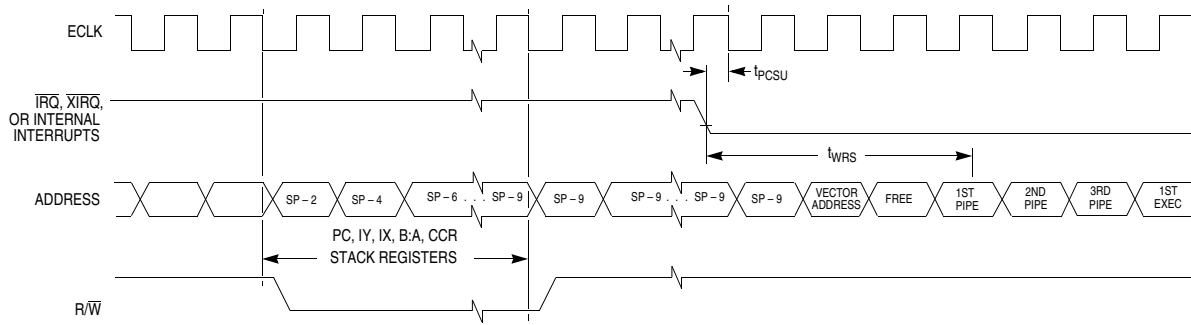 ECLK
tPCSU
IRQ, XIRQ,
OR INTERNAL
INTERRUPTS
tWRS
ADDRESS
SP – 2
SP – 4
SP – 6 . . . SP – 9
SP – 9
SP – 9 . . . SP – 9
SP – 9
VECTOR
ADDRESS
FREE
1ST
PIPE
2ND
PIPE
3RD
PIPE
1ST
EXEC
PC, IY, IX, B:A, CCR
STACK REGISTERS
R/W